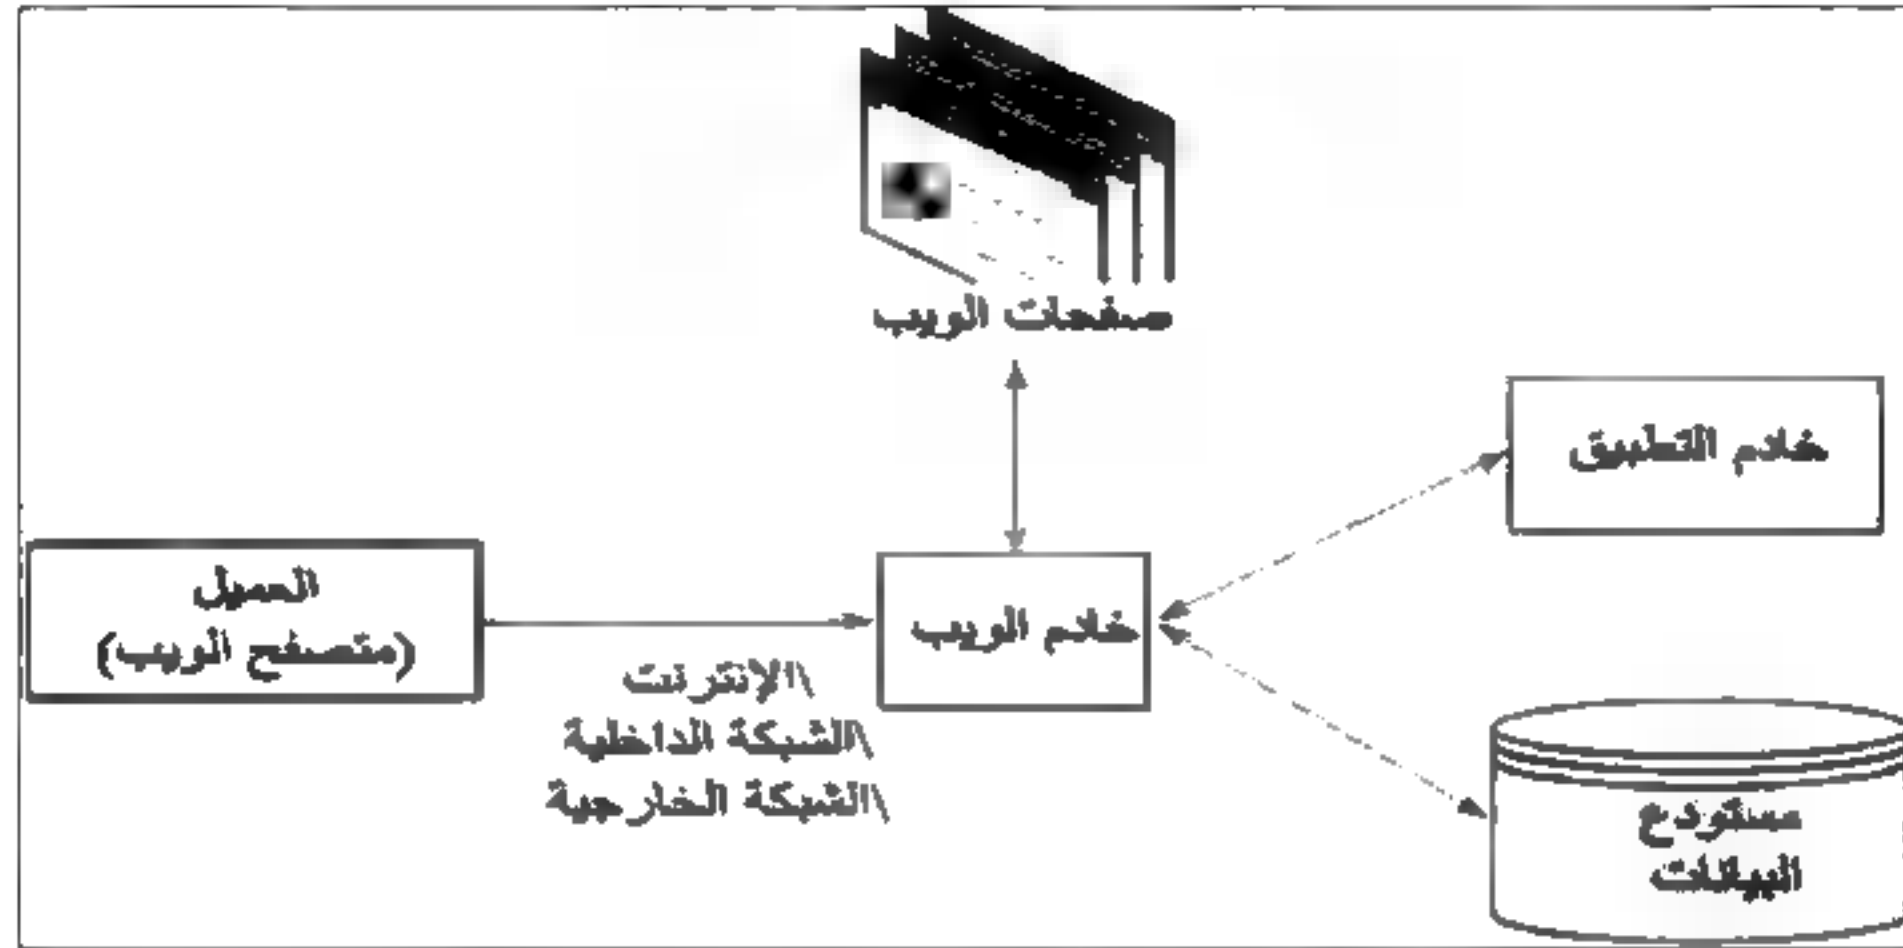 صفحات الويب
خادم التطبيق
العميل
(متصفح الويب)
خادم الويب
\الإنترنت
\الشبكة الداخلية
\الشبكة الخارجية
مستودع
البيانات